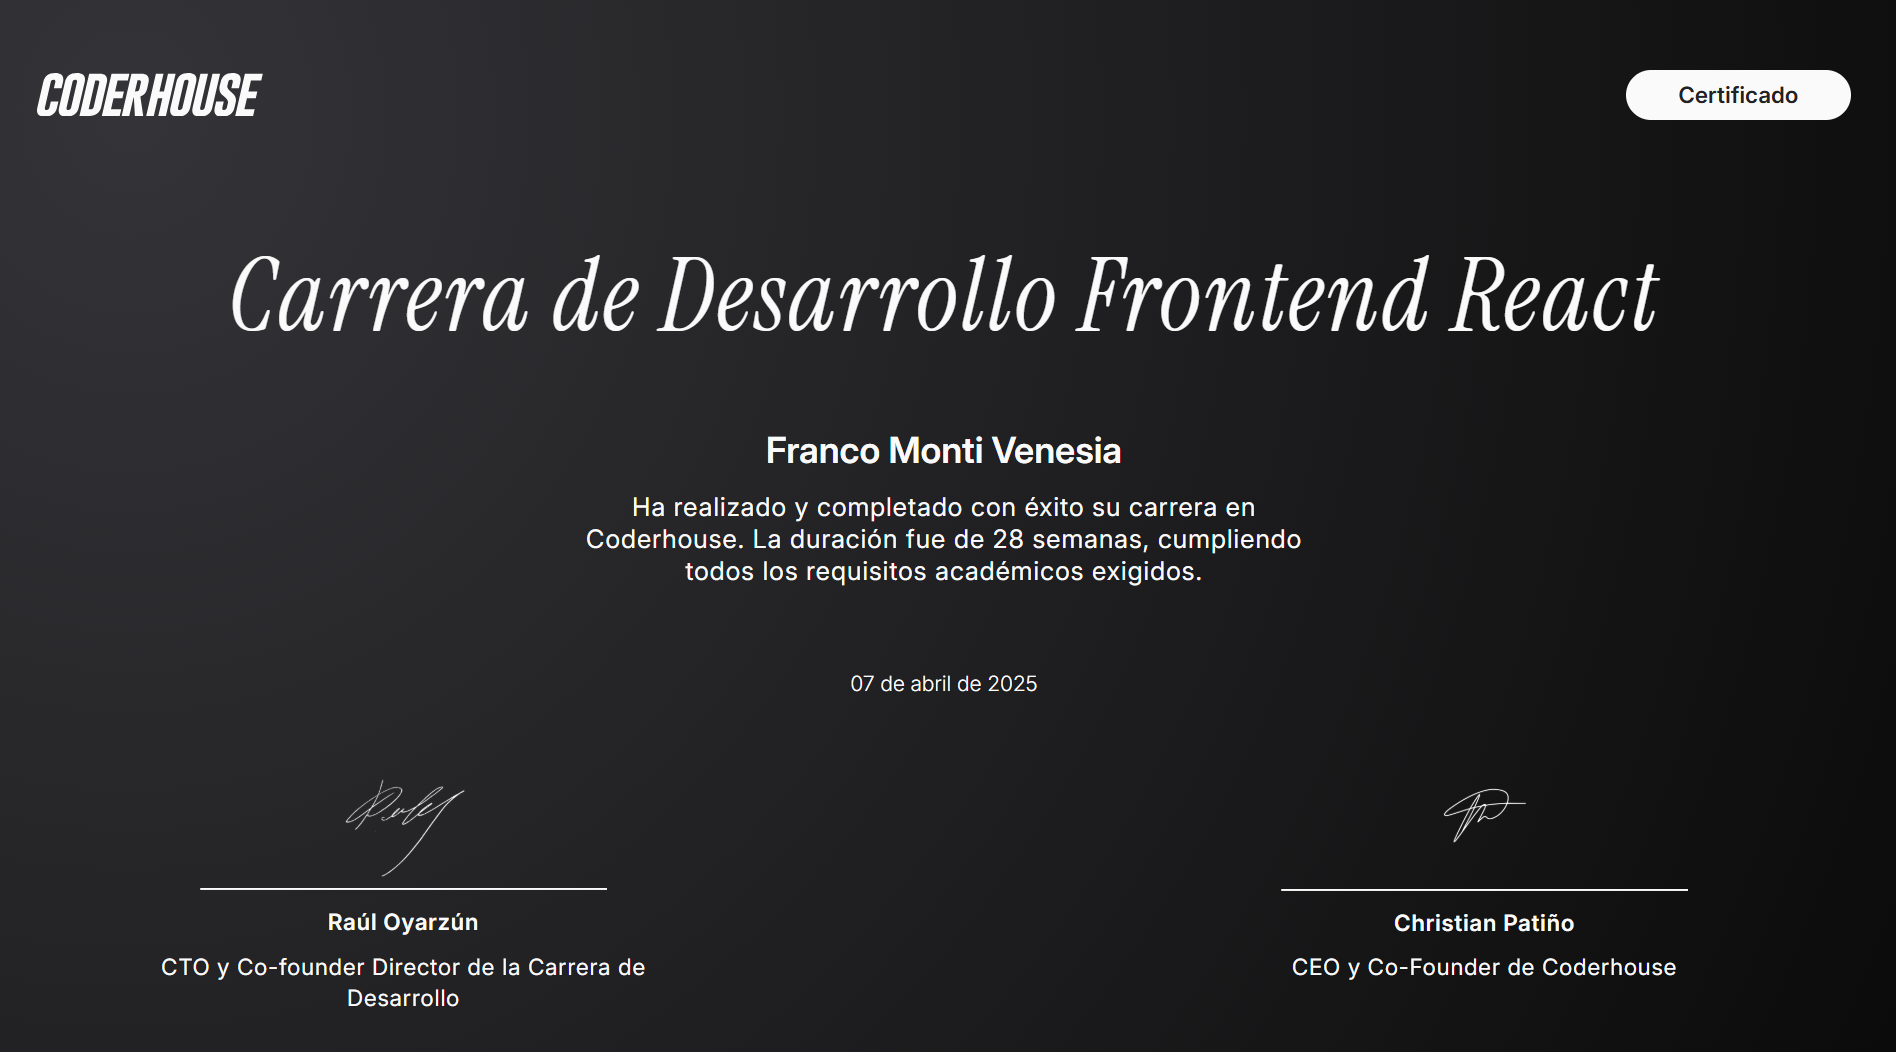 CODERHOUSE
Certificado
Carrera de Desarrollo Frontend React
Franco Monti Venesia
Ha realizado y completado con éxito su carrera en
Coderhouse. La duración fue de 28 semanas, cumpliendo
todos los requisitos académicos exigidos.
07 de abril de 2025
Raúl Oyarzún
CTO y Co-founder Director de la Carrera de
Desarrollo
Christian Patiño
CEO y Co-Founder de Coderhouse